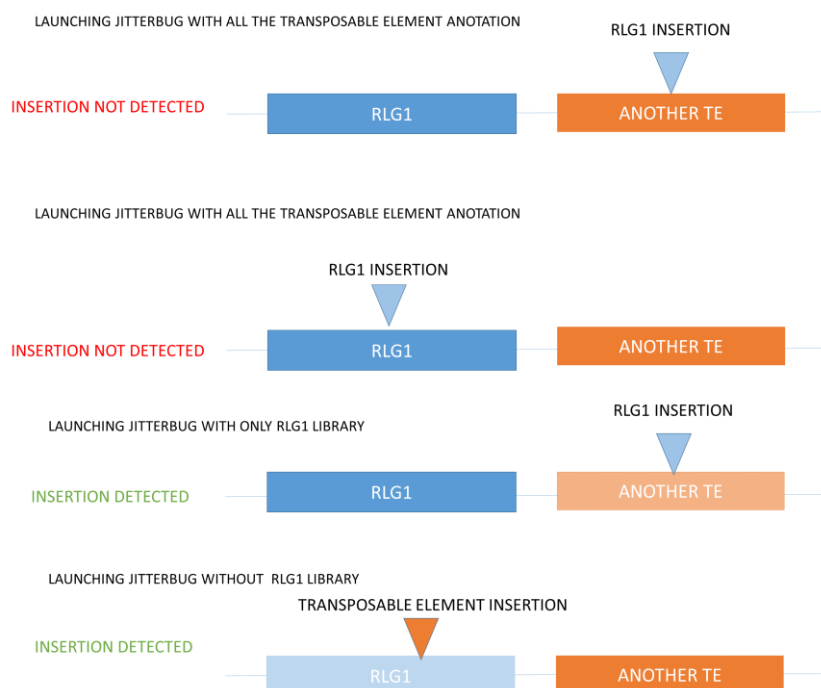 LAUNCHING JITTERBUG WITH ALL THE TRANSPOSABLE ELEMENT ANOTATION
RLG1 INSERTION
INSERTION NOT DETECTED
RLG1
ANOTHER TE
LAUNCHING JITTERBUG WITH ALL THE TRANSPOSABLE ELEMENT ANOTATION
RLG1 INSERTION
INSERTION NOT DETECTED
RLG1
ANOTHER TE
LAUNCHING JITTERBUG WITH ONLY RLG1 LIBRARY
RLG1 INSERTION
INSERTION DETECTED
RLG1
ANOTHER TE
LAUNCHING JITTERBUG WITHOUT RLG1 LIBRARY
TRANSPOSABLE ELEMENT INSERTION
INSERTION DETECTED
RLG1
ANOTHER TE